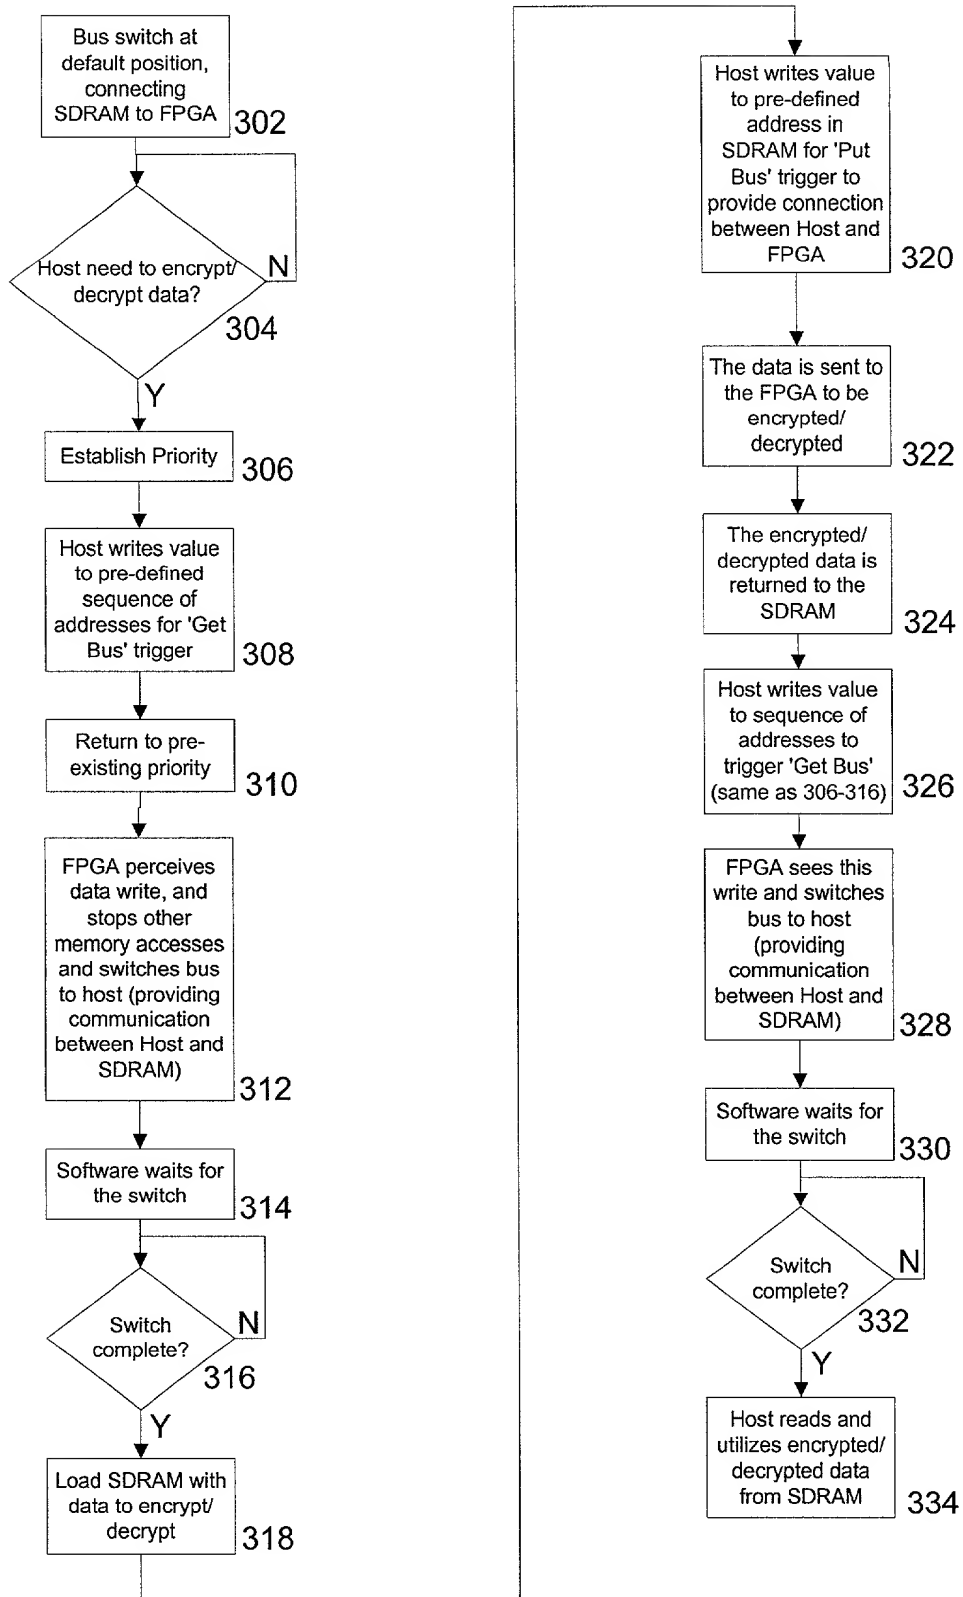 Bus switch at
default position,
connecting
SDRAM to FPGA
302
Host need to encrypt/
decrypt data?
N
304
Y
Establish Priority
306
Host writes value
to pre-defined
sequence of
addresses for 'Get
Bus' trigger
308
Return to pre-
existing priority
310
FPGA perceives
data write, and
stops other
memory accesses
and switches bus
to host (providing
communication
between Host and
SDRAM)
312
Software waits for
the switch
314
Switch
complete?
N
316
Y
Load SDRAM with
data to encrypt/
decrypt
318
Host writes value
to pre-defined
address in
SDRAM for 'Put
Bus' trigger to
provide connection
between Host and
FPGA
320
The data is sent to
the FPGA to be
encrypted/
decrypted
322
The encrypted/
decrypted data is
returned to the
SDRAM
324
Host writes value
to sequence of
addresses to
trigger 'Get Bus'
(same as 306-316)
326
FPGA sees this
write and switches
bus to host
(providing
communication
between Host and
SDRAM)
328
Software waits for
the switch
330
Switch
complete?
N
332
Y
Host reads and
utilizes encrypted/
decrypted data
from SDRAM
334